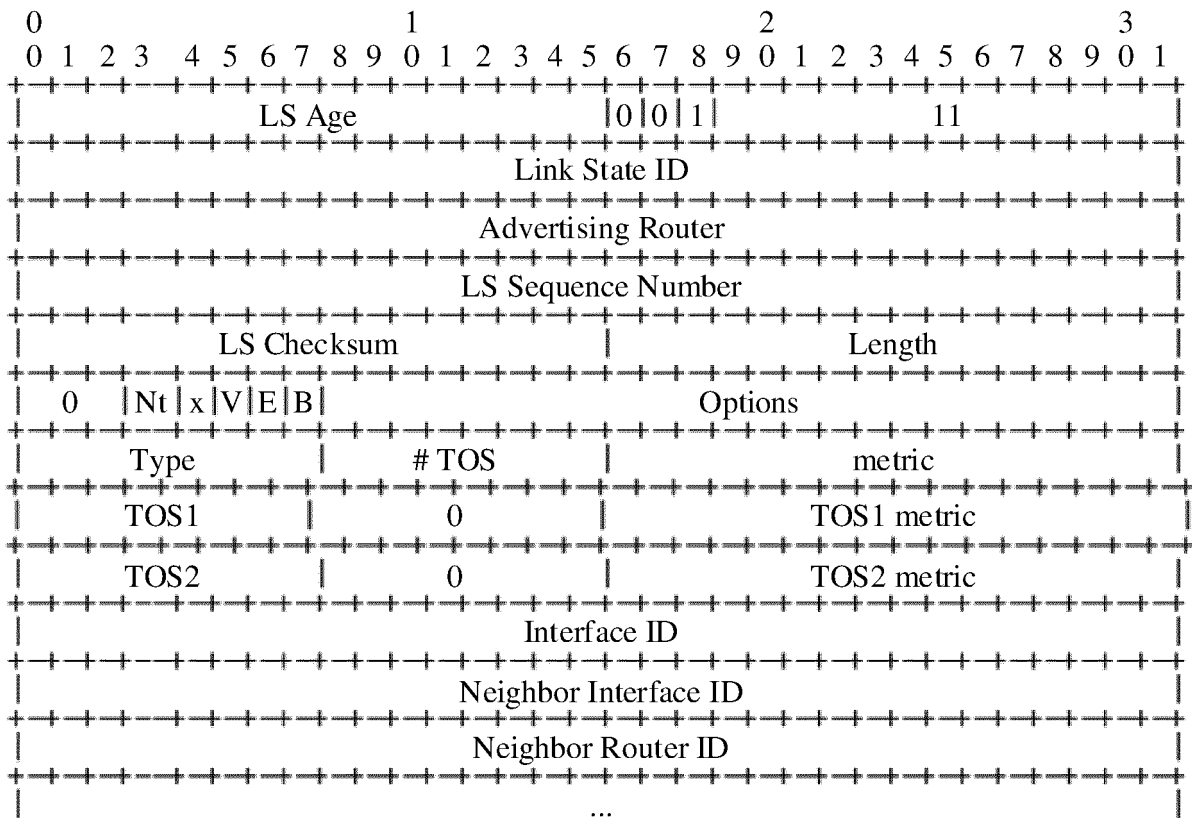 0 1 2 3
0 1 2 3 4 5 6 7 8 9 0 1 2 3 4 5 6 7 8 9 0 1 2 3 4 5 6 7 8 9 0 1
+-+-+-+-+-+-+-+-+-+-+-+-+-+-+-+-+-+-+-+-+-+-+-+-+-+-+-+-+-+-+-+-+
| LS Age |0|0|1| 11 |
+-+-+-+-+-+-+-+-+-+-+-+-+-+-+-+-+-+-+-+-+-+-+-+-+-+-+-+-+-+-+-+-+
| Link State ID |
+-+-+-+-+-+-+-+-+-+-+-+-+-+-+-+-+-+-+-+-+-+-+-+-+-+-+-+-+-+-+-+-+
| Advertising Router |
+-+-+-+-+-+-+-+-+-+-+-+-+-+-+-+-+-+-+-+-+-+-+-+-+-+-+-+-+-+-+-+-+
| LS Sequence Number |
+-+-+-+-+-+-+-+-+-+-+-+-+-+-+-+-+-+-+-+-+-+-+-+-+-+-+-+-+-+-+-+-+
| LS Checksum | Length |
+-+-+-+-+-+-+-+-+-+-+-+-+-+-+-+-+-+-+-+-+-+-+-+-+-+-+-+-+-+-+-+-+
| 0 |Nt|x|V|E|B| Options |
+-+-+-+-+-+-+-+-+-+-+-+-+-+-+-+-+-+-+-+-+-+-+-+-+-+-+-+-+-+-+-+-+
| Type | # TOS | metric |
+-+-+-+-+-+-+-+-+-+-+-+-+-+-+-+-+-+-+-+-+-+-+-+-+-+-+-+-+-+-+-+-+
| TOS1 | 0 | TOS1 metric |
+-+-+-+-+-+-+-+-+-+-+-+-+-+-+-+-+-+-+-+-+-+-+-+-+-+-+-+-+-+-+-+-+
| TOS2 | 0 | TOS2 metric |
+-+-+-+-+-+-+-+-+-+-+-+-+-+-+-+-+-+-+-+-+-+-+-+-+-+-+-+-+-+-+-+-+
| Interface ID |
+-+-+-+-+-+-+-+-+-+-+-+-+-+-+-+-+-+-+-+-+-+-+-+-+-+-+-+-+-+-+-+-+
| Neighbor Interface ID |
+-+-+-+-+-+-+-+-+-+-+-+-+-+-+-+-+-+-+-+-+-+-+-+-+-+-+-+-+-+-+-+-+
| Neighbor Router ID |
+-+-+-+-+-+-+-+-+-+-+-+-+-+-+-+-+-+-+-+-+-+-+-+-+-+-+-+-+-+-+-+-+
| ... |